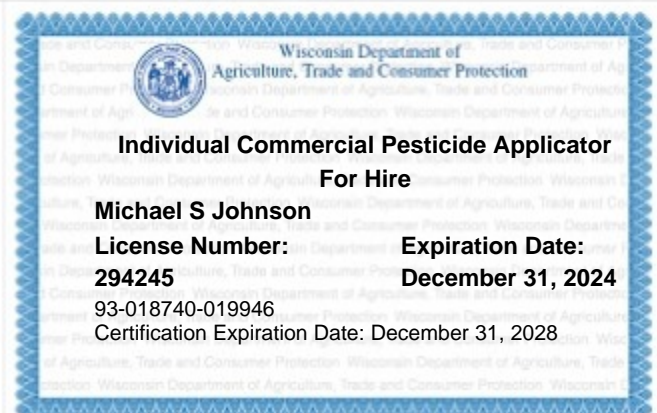 Wisconsin Department of
Agriculture, Trade and Consumer Protection
Individual Commercial Pesticide Applicator
For Hire
Michael S Johnson
License Number: Expiration Date:
294245 December 31, 2024
93-018740-019946
Certification Expiration Date: December 31, 2028